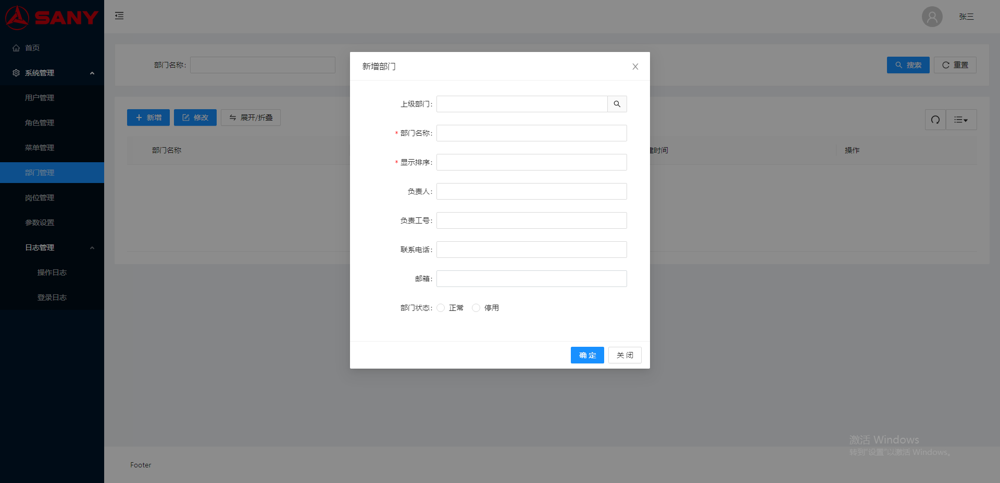 SANY
张三
首页
系统管理
用户管理
角色管理
菜单管理
部门管理
岗位管理
参数设置
日志管理
操作日志
登录日志
部门名称:
搜索
重置
新增
修改
展开/折叠
部门名称
建时间
操作
新增部门
上级部门:
* 部门名称:
* 显示排序:
负责人:
负责工号:
联系电话:
邮箱:
部门状态: 正常 停用
确 定
关 闭
激活 Windows
转到“设置”以激活 Windows。
Footer